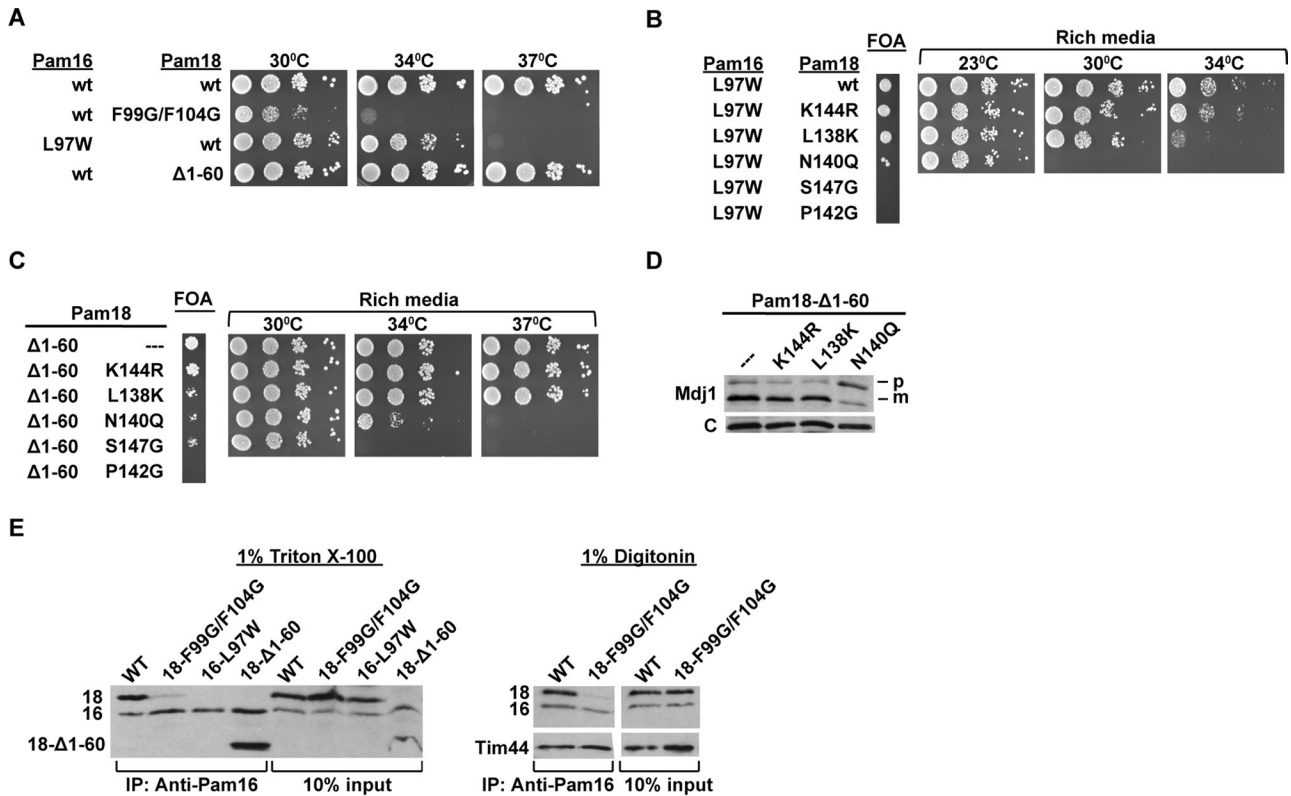 A
Pam16 Pam18 30⁰C 34⁰C 37⁰C
wt wt
wt F99G/F104G
L97W wt
wt Δ1-60
B
FOA Rich media
Pam16 Pam18 23⁰C 30⁰C 34⁰C
L97W wt
L97W K144R
L97W L138K
L97W N140Q
L97W S147G
L97W P142G
C
Pam18 FOA Rich media
30⁰C 34⁰C 37⁰C
Δ1-60 ---
Δ1-60 K144R
Δ1-60 L138K
Δ1-60 N140Q
Δ1-60 S147G
Δ1-60 P142G
D
Pam18-Δ1-60
--- K144R L138K N140Q
Mdj1 – p
– m
C
E
1% Triton X-100 1% Digitonin
WT 18-F99G/F104G 16-L97W 18-Δ1-60 WT 18-F99G/F104G 16-L97W 18-Δ1-60
WT 18-F99G/F104G WT 18-F99G/F104G
18 18
16 16
18-Δ1-60 Tim44
IP: Anti-Pam16 10% input IP: Anti-Pam16 10% input